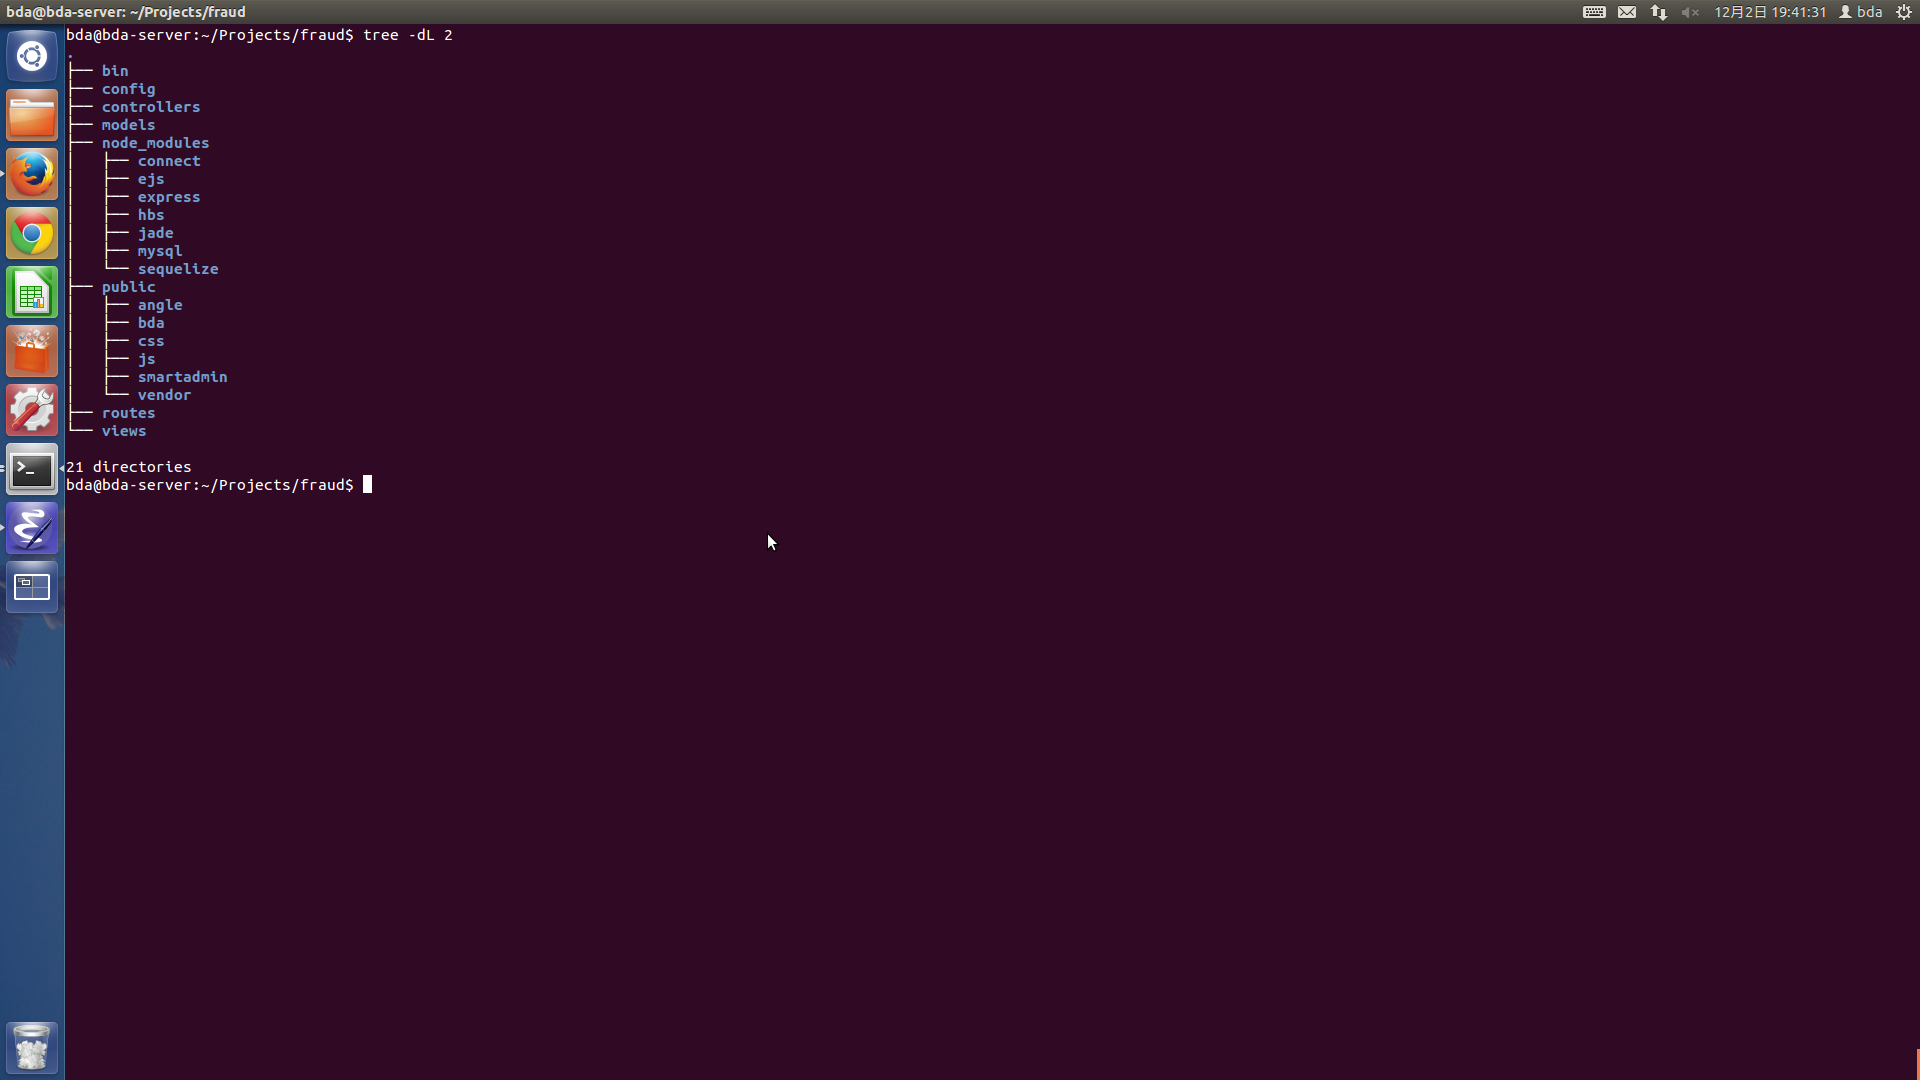 bda@bda-server: ~/Projects/fraud
12月2日 19:41:31 bda
bda@bda-server:~/Projects/fraud$ tree -dL 2
.
├── bin
├── config
├── controllers
├── models
├── node_modules
│   ├── connect
│   ├── ejs
│   ├── express
│   ├── hbs
│   ├── jade
│   ├── mysql
│   └── sequelize
├── public
│   ├── angle
│   ├── bda
│   ├── css
│   ├── js
│   ├── smartadmin
│   └── vendor
├── routes
└── views
21 directories
bda@bda-server:~/Projects/fraud$